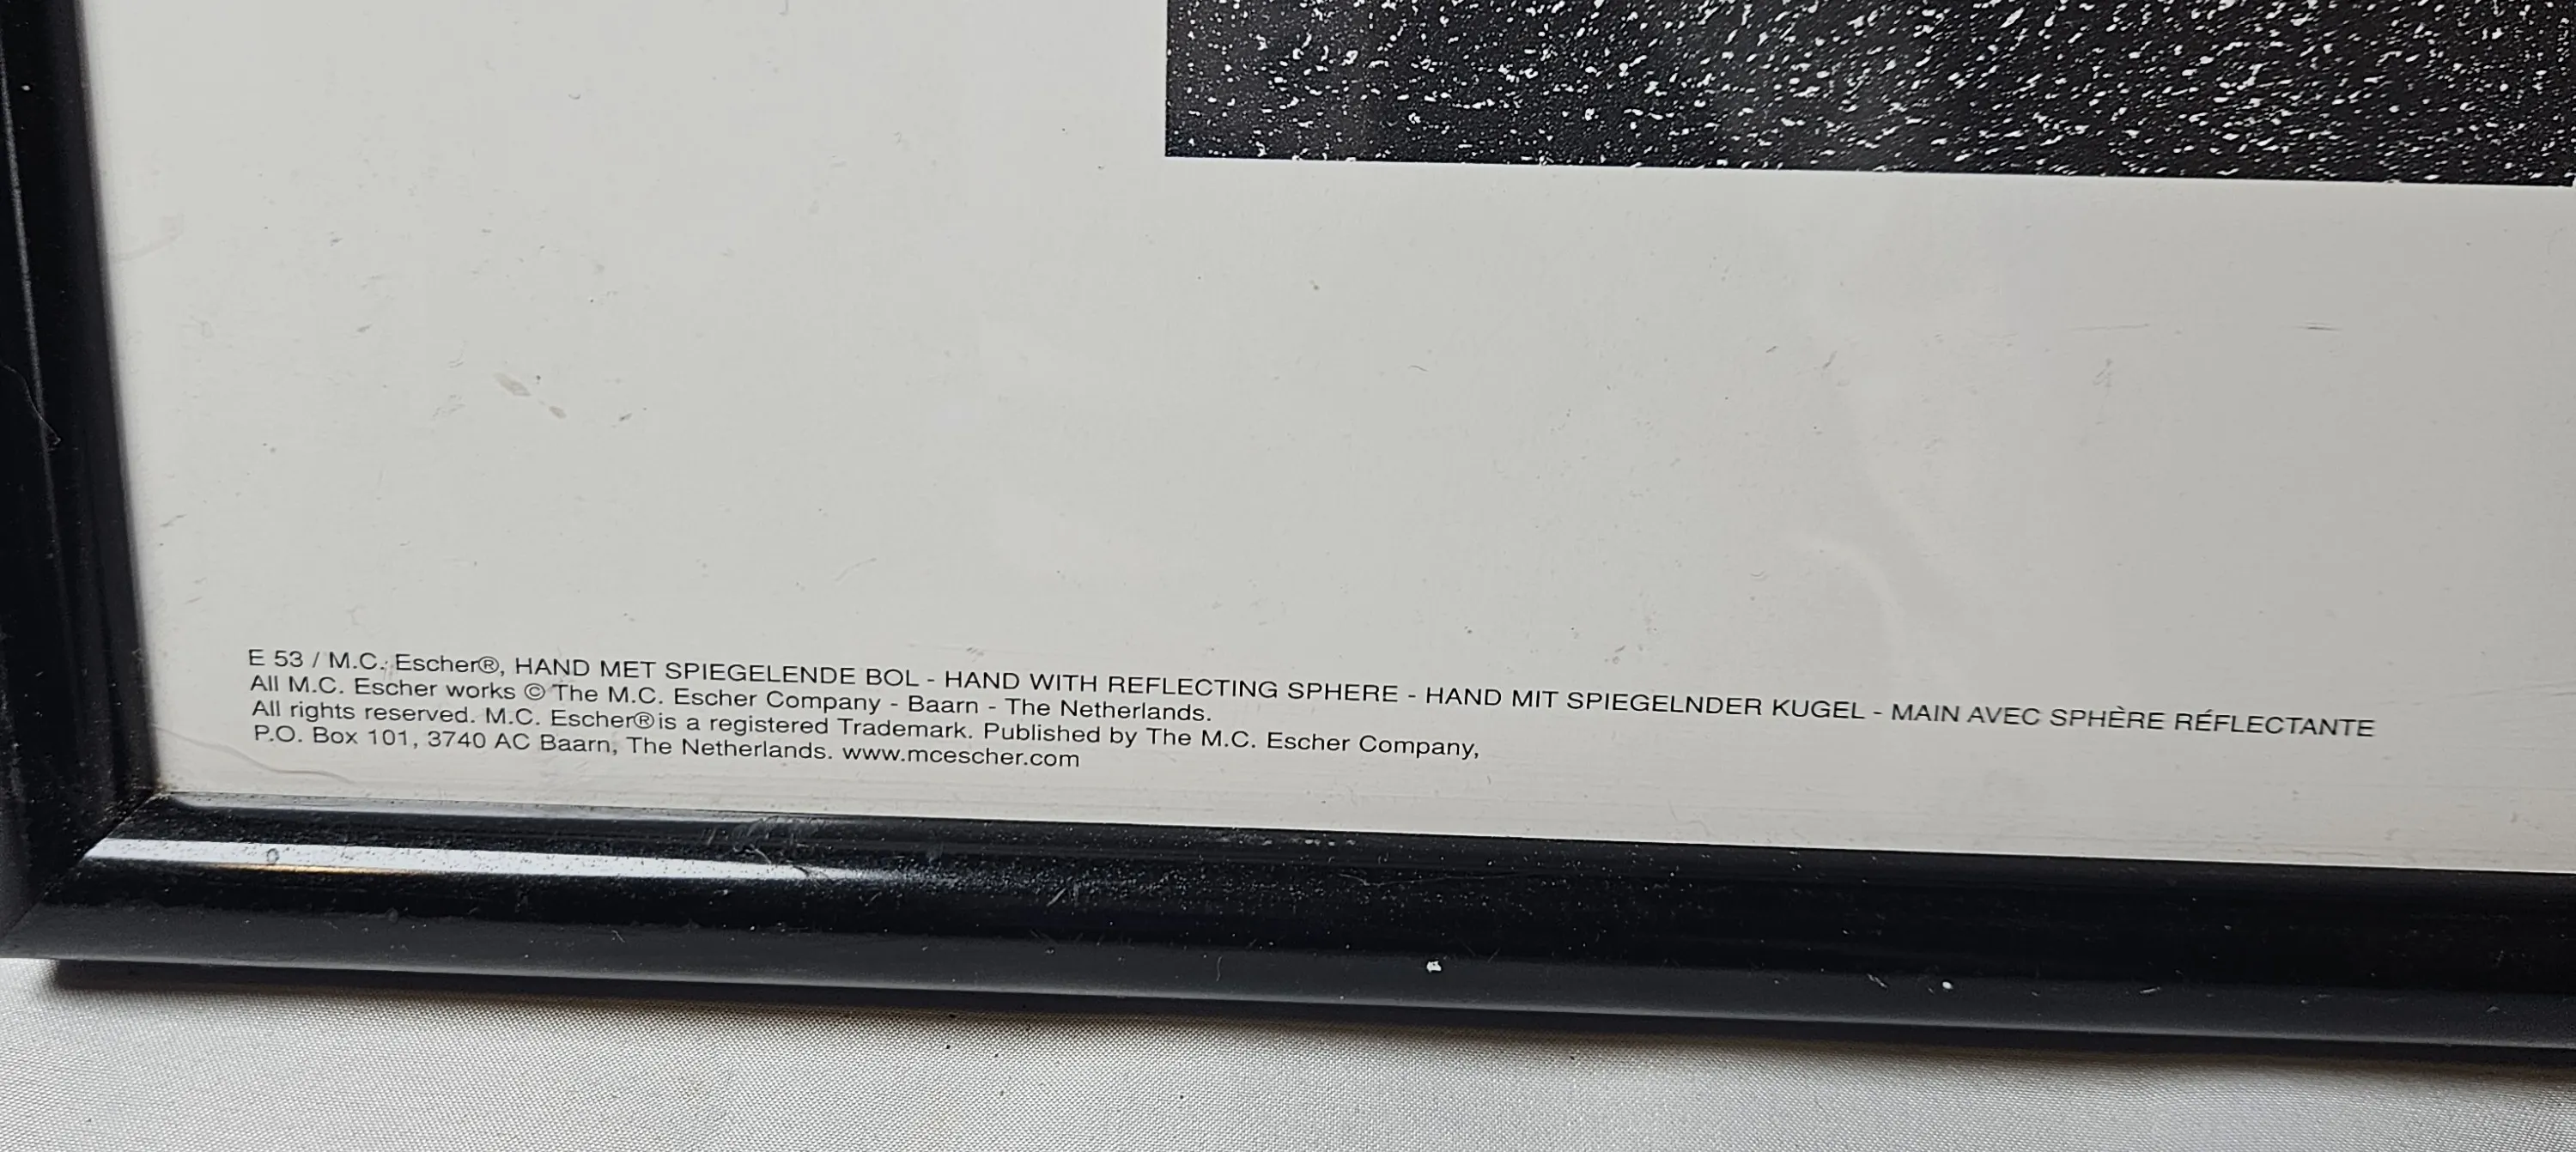 E 53 / M.C. Escher®, HAND MET SPIEGELENDE BOL - HAND WITH REFLECTING SPHERE - HAND MIT SPIEGELNDER KUGEL - MAIN AVEC SPHÈRE RÉFLECTANTE
All M.C. Escher works © The M.C. Escher Company - Baarn - The Netherlands.
All rights reserved. M.C. Escher® is a registered Trademark. Published by The M.C. Escher Company,
P.O. Box 101, 3740 AC Baarn, The Netherlands. www.mcescher.com